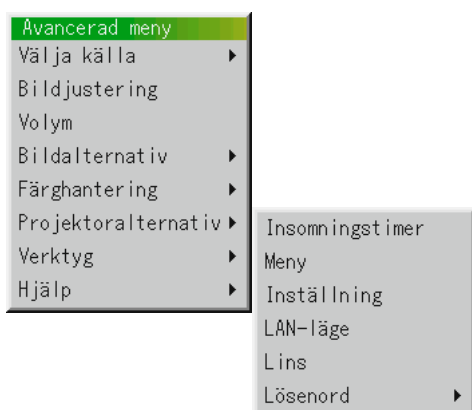 Avancerad meny
Välja källa
Bildjustering
Volym
Bildalternativ
Färghantering
Projektoralternativ
Verktyg
Hjälp
Insomningstimer
Meny
Inställning
LAN-läge
Lins
Lösenord